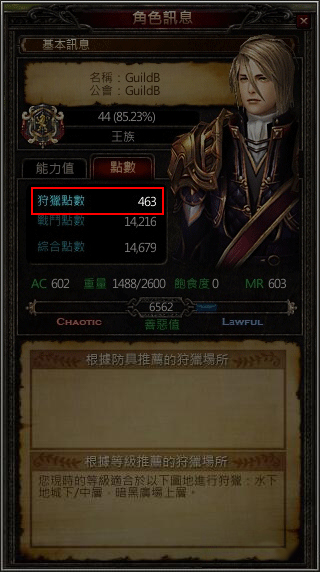 角色訊息
基本訊息
名稱：GuildB
公會：GuildB
44 (85.23%)
王族
能力值 點數
狩獵點數 463
戰鬥點數 14,216
綜合點數 14,679
AC 602 重量 1488/2600 飽食度 0 MR 603
6562
CHAOTIC 善惡值 LAWFUL
根據防具推薦的狩獵場所
根據等級推薦的狩獵場所
您現時的等級適合於以下圖地進行狩獵：水下
地城下/中層，暗黑廣場上層。